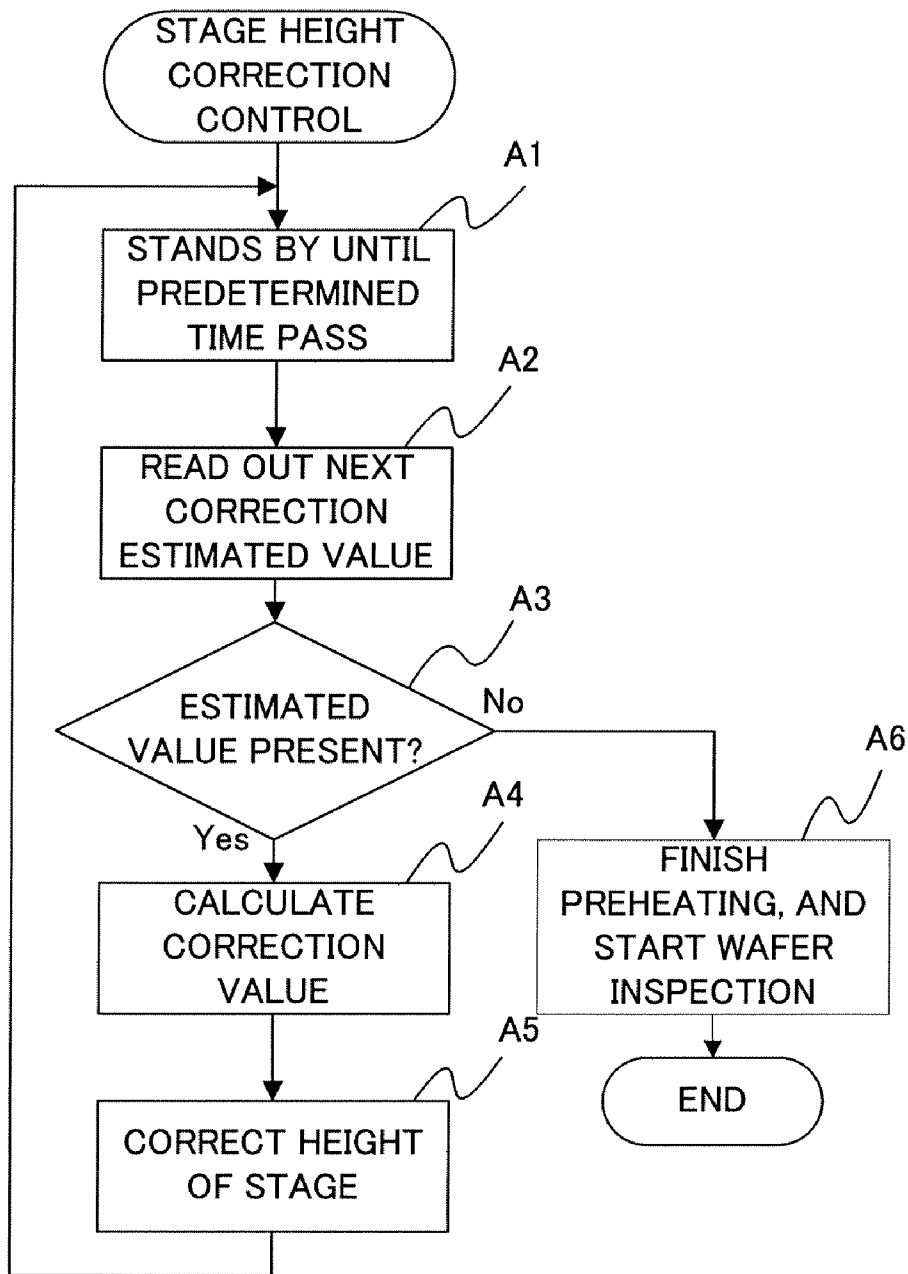 STAGE HEIGHT
CORRECTION
CONTROL
A1
STANDS BY UNTIL
PREDETERMINED
TIME PASS
A2
READ OUT NEXT
CORRECTION
ESTIMATED VALUE
A3
ESTIMATED
VALUE PRESENT?
No
Yes
A4
CALCULATE
CORRECTION
VALUE
A5
CORRECT HEIGHT
OF STAGE
A6
FINISH
PREHEATING, AND
START WAFER
INSPECTION
END